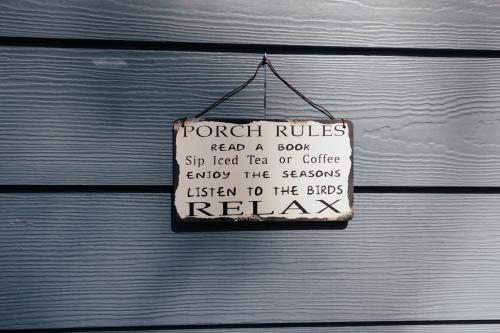 PORCH RULES
READ A BOOK
Sip Iced Tea or Coffee
ENJOY THE SEASONS
LISTEN TO THE BIRDS
RELAX